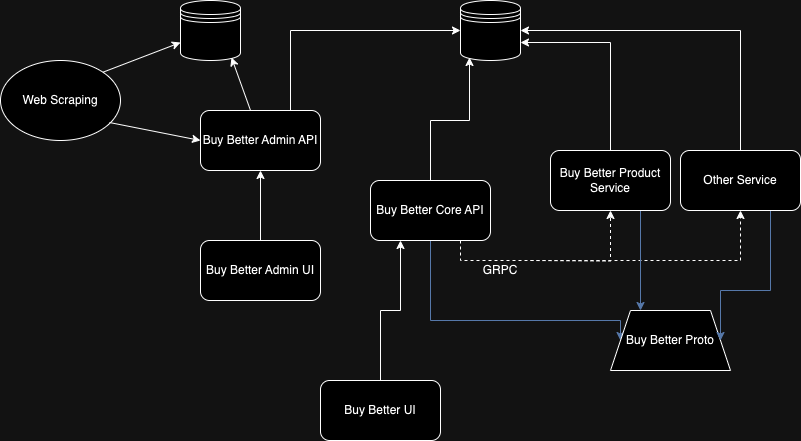 Web Scraping
Buy Better Admin API
Buy Better Product
Service
Other Service
Buy Better Core API
Buy Better Admin UI
GRPC
Buy Better Proto
Buy Better UI